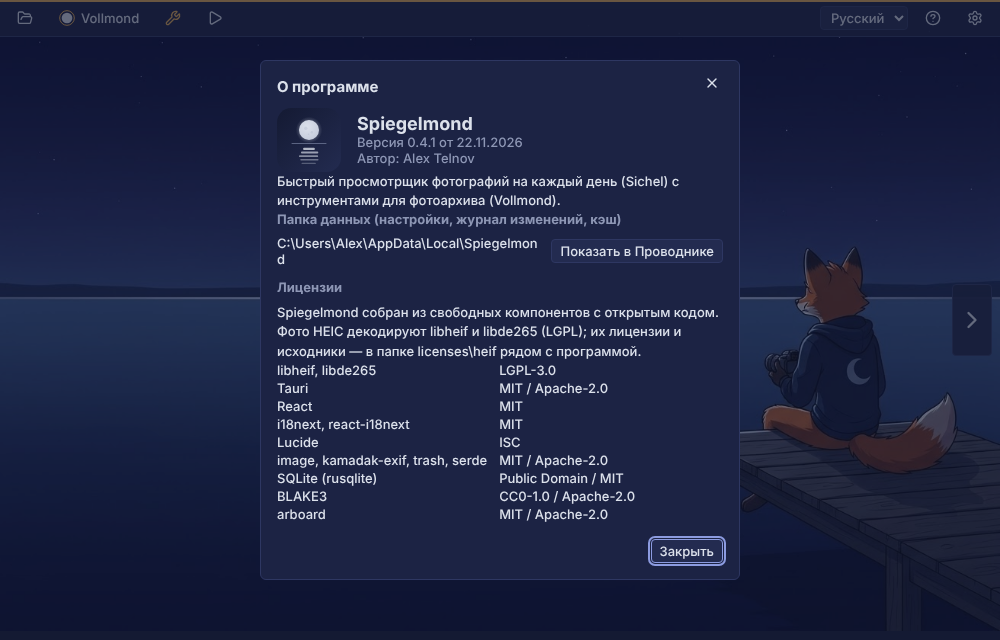 Vollmond
Русский
О программе
Spiegelmond
Версия 0.4.1 от 22.11.2026
Автор: Alex Telnov
Быстрый просмотрщик фотографий на каждый день (Sichel) с
инструментами для фотоархива (Vollmond).
Папка данных (настройки, журнал изменений, кэш)
C:\Users\Alex\AppData\Local\Spiegelmon
d
Показать в Проводнике
Лицензии
Spiegelmond собран из свободных компонентов с открытым кодом.
Фото HEIC декодируют libheif и libde265 (LGPL); их лицензии и
исходники — в папке licenses\heif рядом с программой.
libheif, libde265 LGPL-3.0
Tauri MIT / Apache-2.0
React MIT
i18next, react-i18next MIT
Lucide ISC
image, kamadak-exif, trash, serde MIT / Apache-2.0
SQLite (rusqlite) Public Domain / MIT
BLAKE3 CC0-1.0 / Apache-2.0
arboard MIT / Apache-2.0
Закрыть